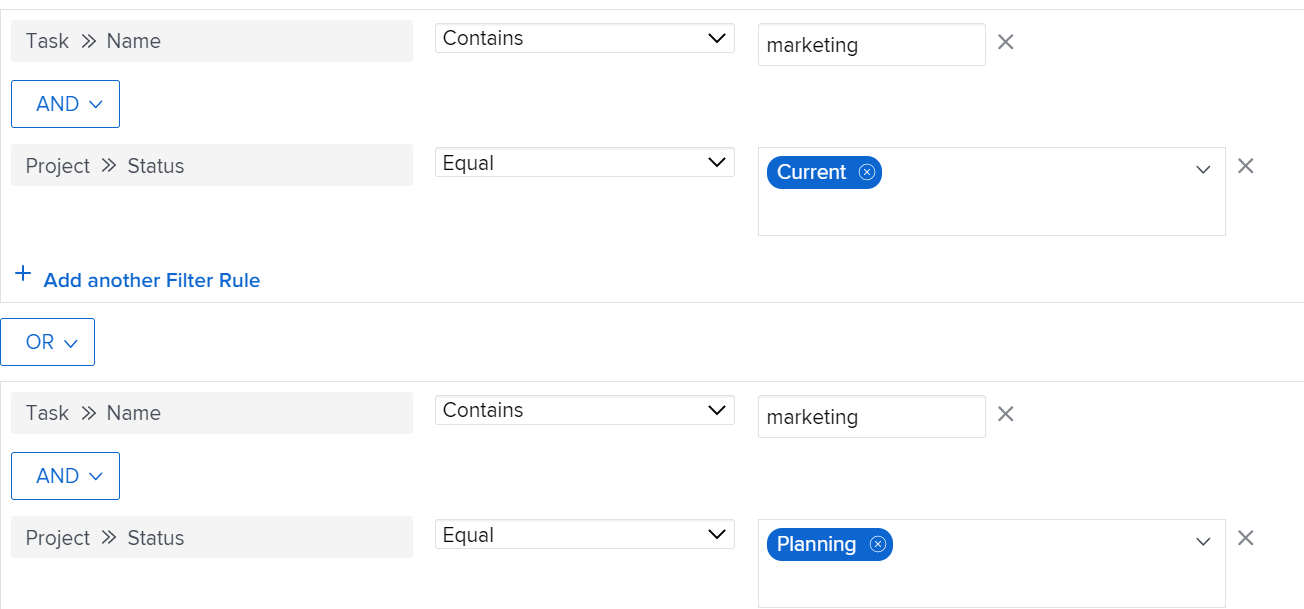 Task » Name Contains marketing
AND
Project » Status Equal Current
+ Add another Filter Rule
OR
Task » Name Contains marketing
AND
Project » Status Equal Planning